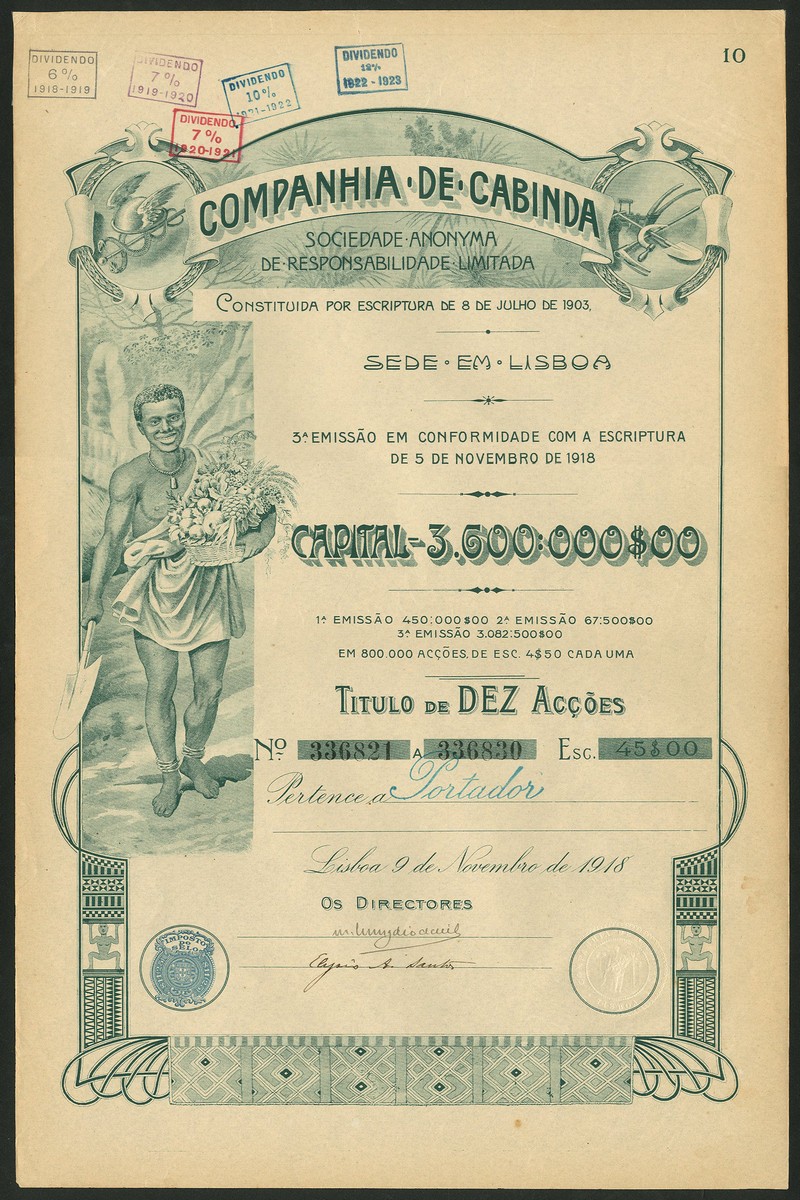 10
DIVIDENDO
6%
1918-1919
DIVIDENDO
7%
1919-1920
DIVIDENDO
10%
1921-1922
DIVIDENDO
12%
1922-1923
DIVIDENDO
7%
1920-1921
COMPANHIA·DE·CABINDA
SOCIEDADE·ANONYMA
DE·RESPONSABILIDADE·LIMITADA
CONSTITUIDA POR ESCRIPTURA DE 8 DE JULHO DE 1903,
SEDE·EM·LISBOA
3ª EMISSÃO EM CONFORMIDADE COM A ESCRIPTURA
DE 5 DE NOVEMBRO DE 1918
CAPITAL-3.600:000$00
1ª EMISSÃO 450:000$00 2ª EMISSÃO 67:500$00
3ª EMISSÃO 3.082:500$00
EM 800.000 ACÇÕES, DE ESC. 4$50 CADA UMA
TITULO DE DEZ ACÇÕES
Nº 336821 A 336830 ESC. 45$00
Pertence a Portador
Lisboa 9 de Novembro de 1918
OS DIRECTORES
Elysio A. Santos
IMPOSTO
DO
SELO